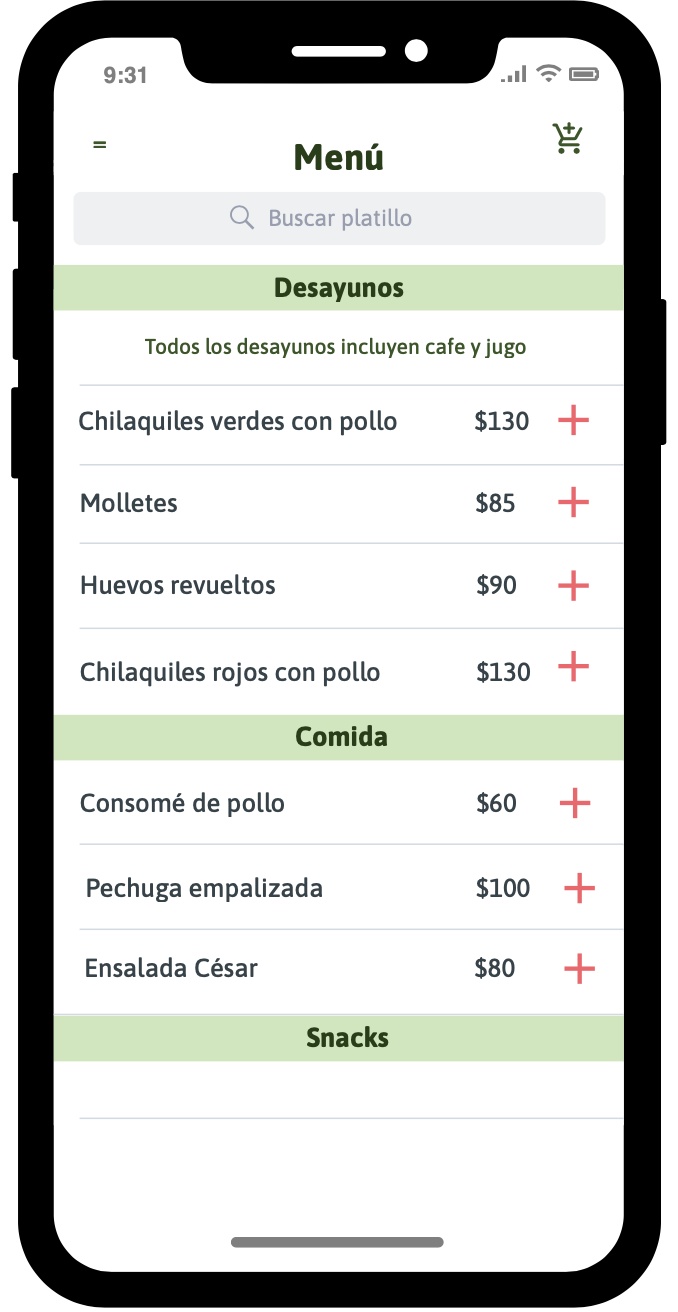 9:31
Menú
Buscar platillo
Desayunos
Todos los desayunos incluyen cafe y jugo
Chilaquiles verdes con pollo $130
Molletes $85
Huevos revueltos $90
Chilaquiles rojos con pollo $130
Comida
Consomé de pollo $60
Pechuga empalizada $100
Ensalada César $80
Snacks